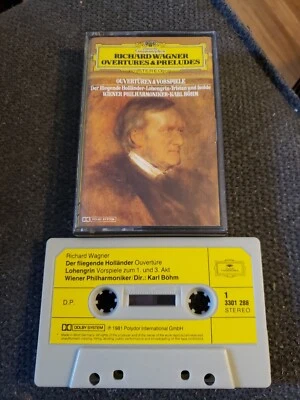 RICHARD WAGNER
OVERTURES & PRELUDES
OUVERTÜREN & VORSPIELE
Der fliegende Holländer·Lohengrin·Tristan und Isolde
WIENER PHILHARMONIKER·KARL BÖHM
Richard Wagner
Der fliegende Holländer Ouvertüre
Lohengrin Vorspiele zum 1. und 3. Akt
Wiener Philharmoniker/Dir.: Karl Böhm
D.P.
1
3301 288
STEREO
DOLBY SYSTEM
℗ 1981 Polydor International GmbH